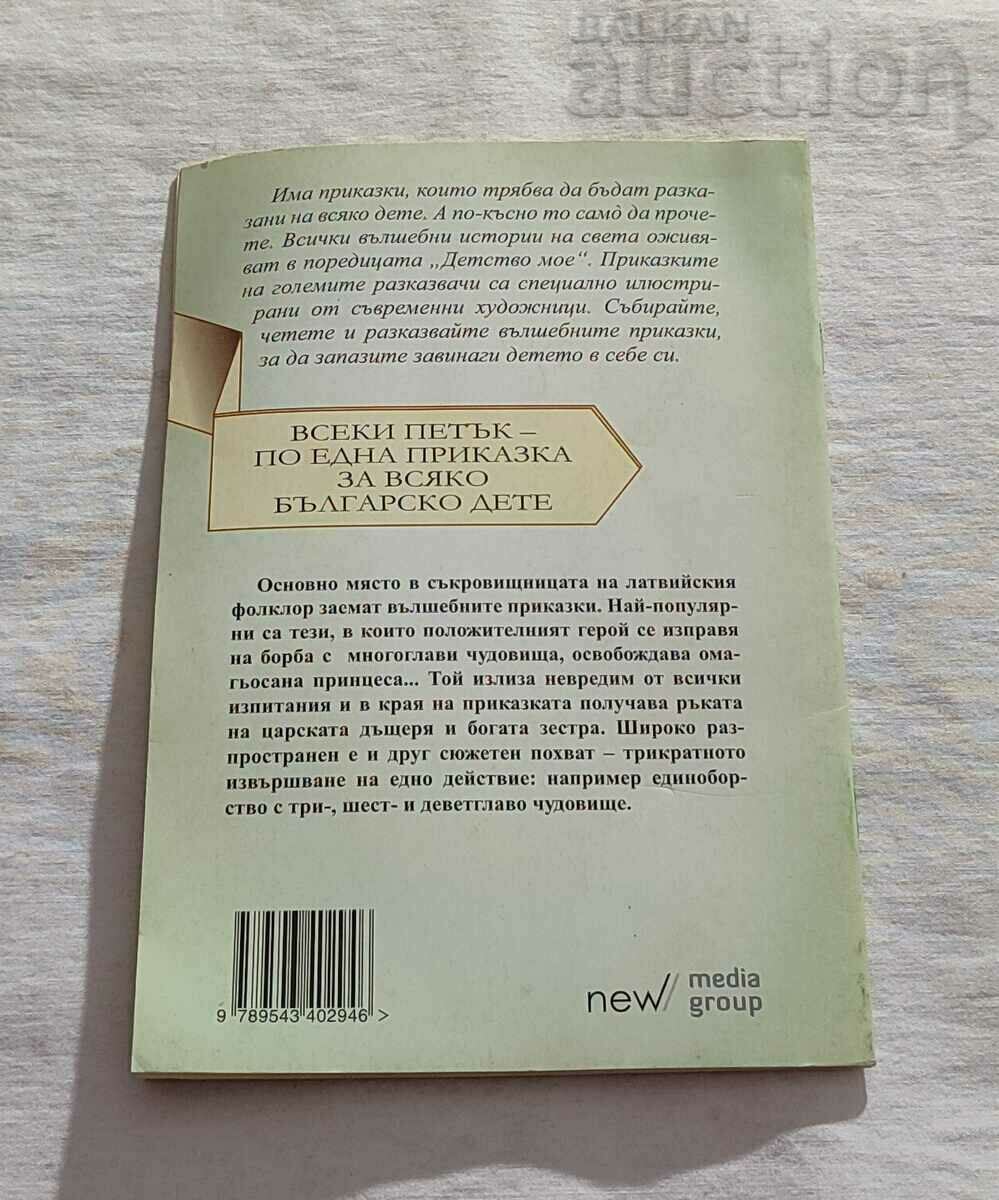 BALKAN
auction
Има приказки, които трябва да бъдат разка-
зани на всяко дете. А по-късно то само̀ да проче-
те. Всички вълшебни истории на света оживя-
ват в поредицата „Детство мое“. Приказките
на големите разказвачи са специално илюстри-
рани от съвременни художници. Събирайте,
четете и разказвайте вълшебните приказки,
за да запазите завинаги детето в себе си.
ВСЕКИ ПЕТЪК –
ПО ЕДНА ПРИКАЗКА
ЗА ВСЯКО
БЪЛГАРСКО ДЕТЕ
Основно място в съкровищницата на латвийския
фолклор заемат вълшебните приказки. Най-популяр-
ни са тези, в които положителният герой се изправя
на борба с многоглави чудовища, освобождава ома-
гьосана принцеса... Той излиза невредим от всички
изпитания и в края на приказката получава ръката
на царската дъщеря и богата зестра. Широко раз-
пространен е и друг сюжетен похват – трикратното
извършване на едно действие: например единобор-
ство с три-, шест- и деветглаво чудовище.
9 789543 402946 >
new// media
group